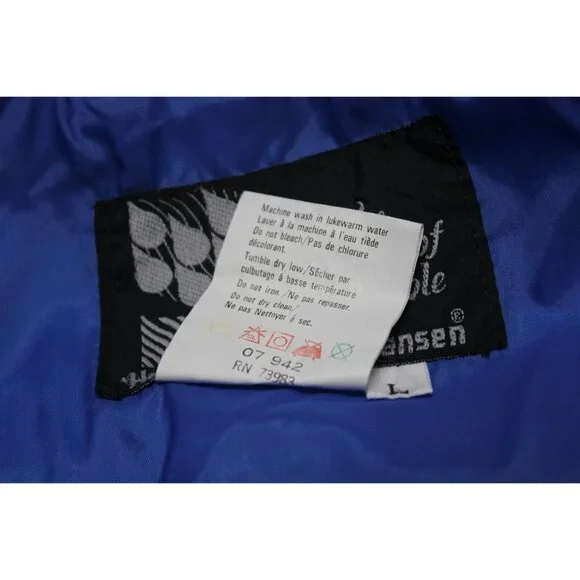 Machine wash in lukewarm water
Laver à la machine à l'eau tiède
Do not bleach/Pas de chlorure
décolorant.
Tumble dry low/Sécher par
culbutage à basse température
Do not iron /Ne pas repasser.
Do not dry clean/
Ne pas Nettoyer à sec.
07 942
RN 73983
ansen®
L